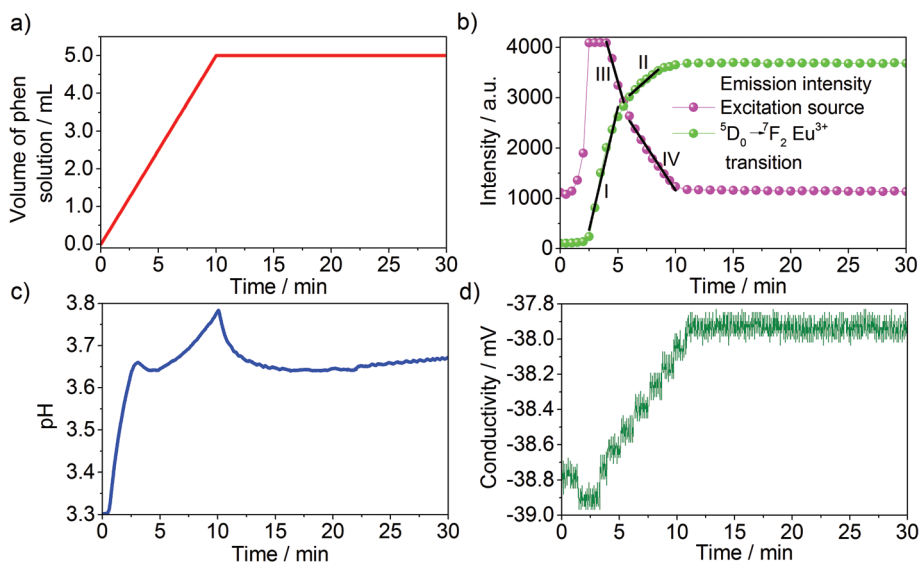 a)
Volume of phen
solution / mL
5.0
4.0
3.0
2.0
1.0
0.0
0 5 10 15 20 25 30
Time / min
b)
Intensity / a.u.
4000
3000
2000
1000
0
III
II
I
IV
Emission intensity
Excitation source
⁵D₀→⁷F₂ Eu³⁺
transition
0 5 10 15 20 25 30
Time / min
c)
pH
3.8
3.7
3.6
3.5
3.4
3.3
0 5 10 15 20 25 30
Time / min
d)
Conductivity / mV
-37.8
-38.0
-38.2
-38.4
-38.6
-38.8
-39.0
0 5 10 15 20 25 30
Time / min